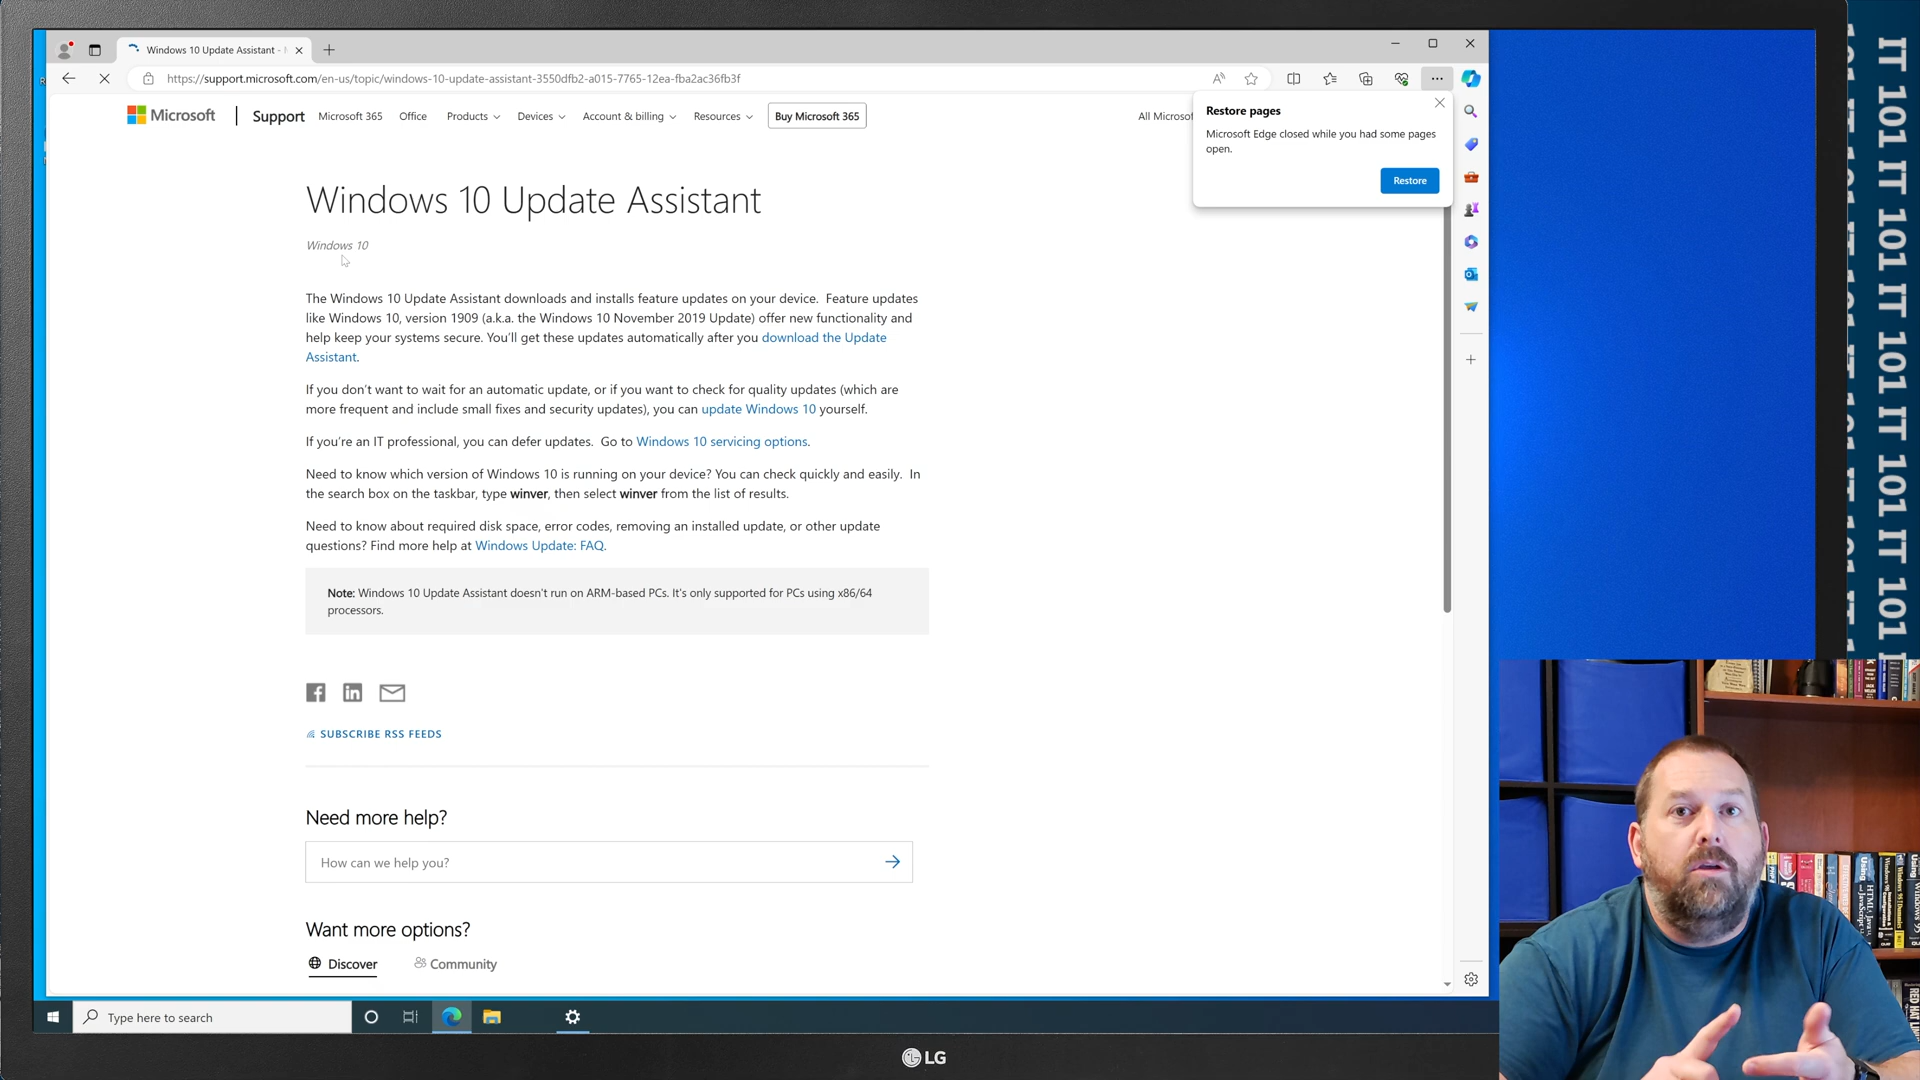 Windows 10 Update Assistant -
https://support.microsoft.com/en-us/topic/windows-10-update-assistant-3550dfb2-a015-7765-12ea-fba2ac36fb3f
Microsoft
Support
Microsoft 365
Office
Products
Devices
Account & billing
Resources
Buy Microsoft 365
All Microsof
Restore pages
Microsoft Edge closed while you had some pages
open.
Restore
Windows 10 Update Assistant
Windows 10
The Windows 10 Update Assistant downloads and installs feature updates on your device.  Feature updates
like Windows 10, version 1909 (a.k.a. the Windows 10 November 2019 Update) offer new functionality and
help keep your systems secure. You'll get these updates automatically after you download the Update
Assistant.
If you don't want to wait for an automatic update, or if you want to check for quality updates (which are
more frequent and include small fixes and security updates), you can update Windows 10 yourself.
If you're an IT professional, you can defer updates.  Go to Windows 10 servicing options.
Need to know which version of Windows 10 is running on your device? You can check quickly and easily.  In
the search box on the taskbar, type winver, then select winver from the list of results.
Need to know about required disk space, error codes, removing an installed update, or other update
questions? Find more help at Windows Update: FAQ.
Note: Windows 10 Update Assistant doesn't run on ARM-based PCs. It's only supported for PCs using x86/64
processors.
SUBSCRIBE RSS FEEDS
Need more help?
How can we help you?
Want more options?
Discover
Community
Type here to search
LG
IT 101 IT 101 IT 101 IT 101 IT 101